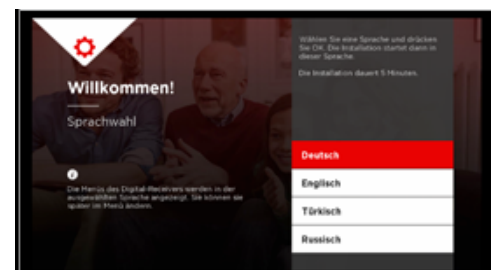 Willkommen!
Sprachwahl
Die Menüs des Digital-Receivers werden in der
ausgewählten Sprache angezeigt. Sie können sie
später im Menü ändern.
Wählen Sie eine Sprache und drücken
Sie OK. Die Installation startet dann in
dieser Sprache.
Die Installation dauert 5 Minuten.
Deutsch
Englisch
Türkisch
Russisch